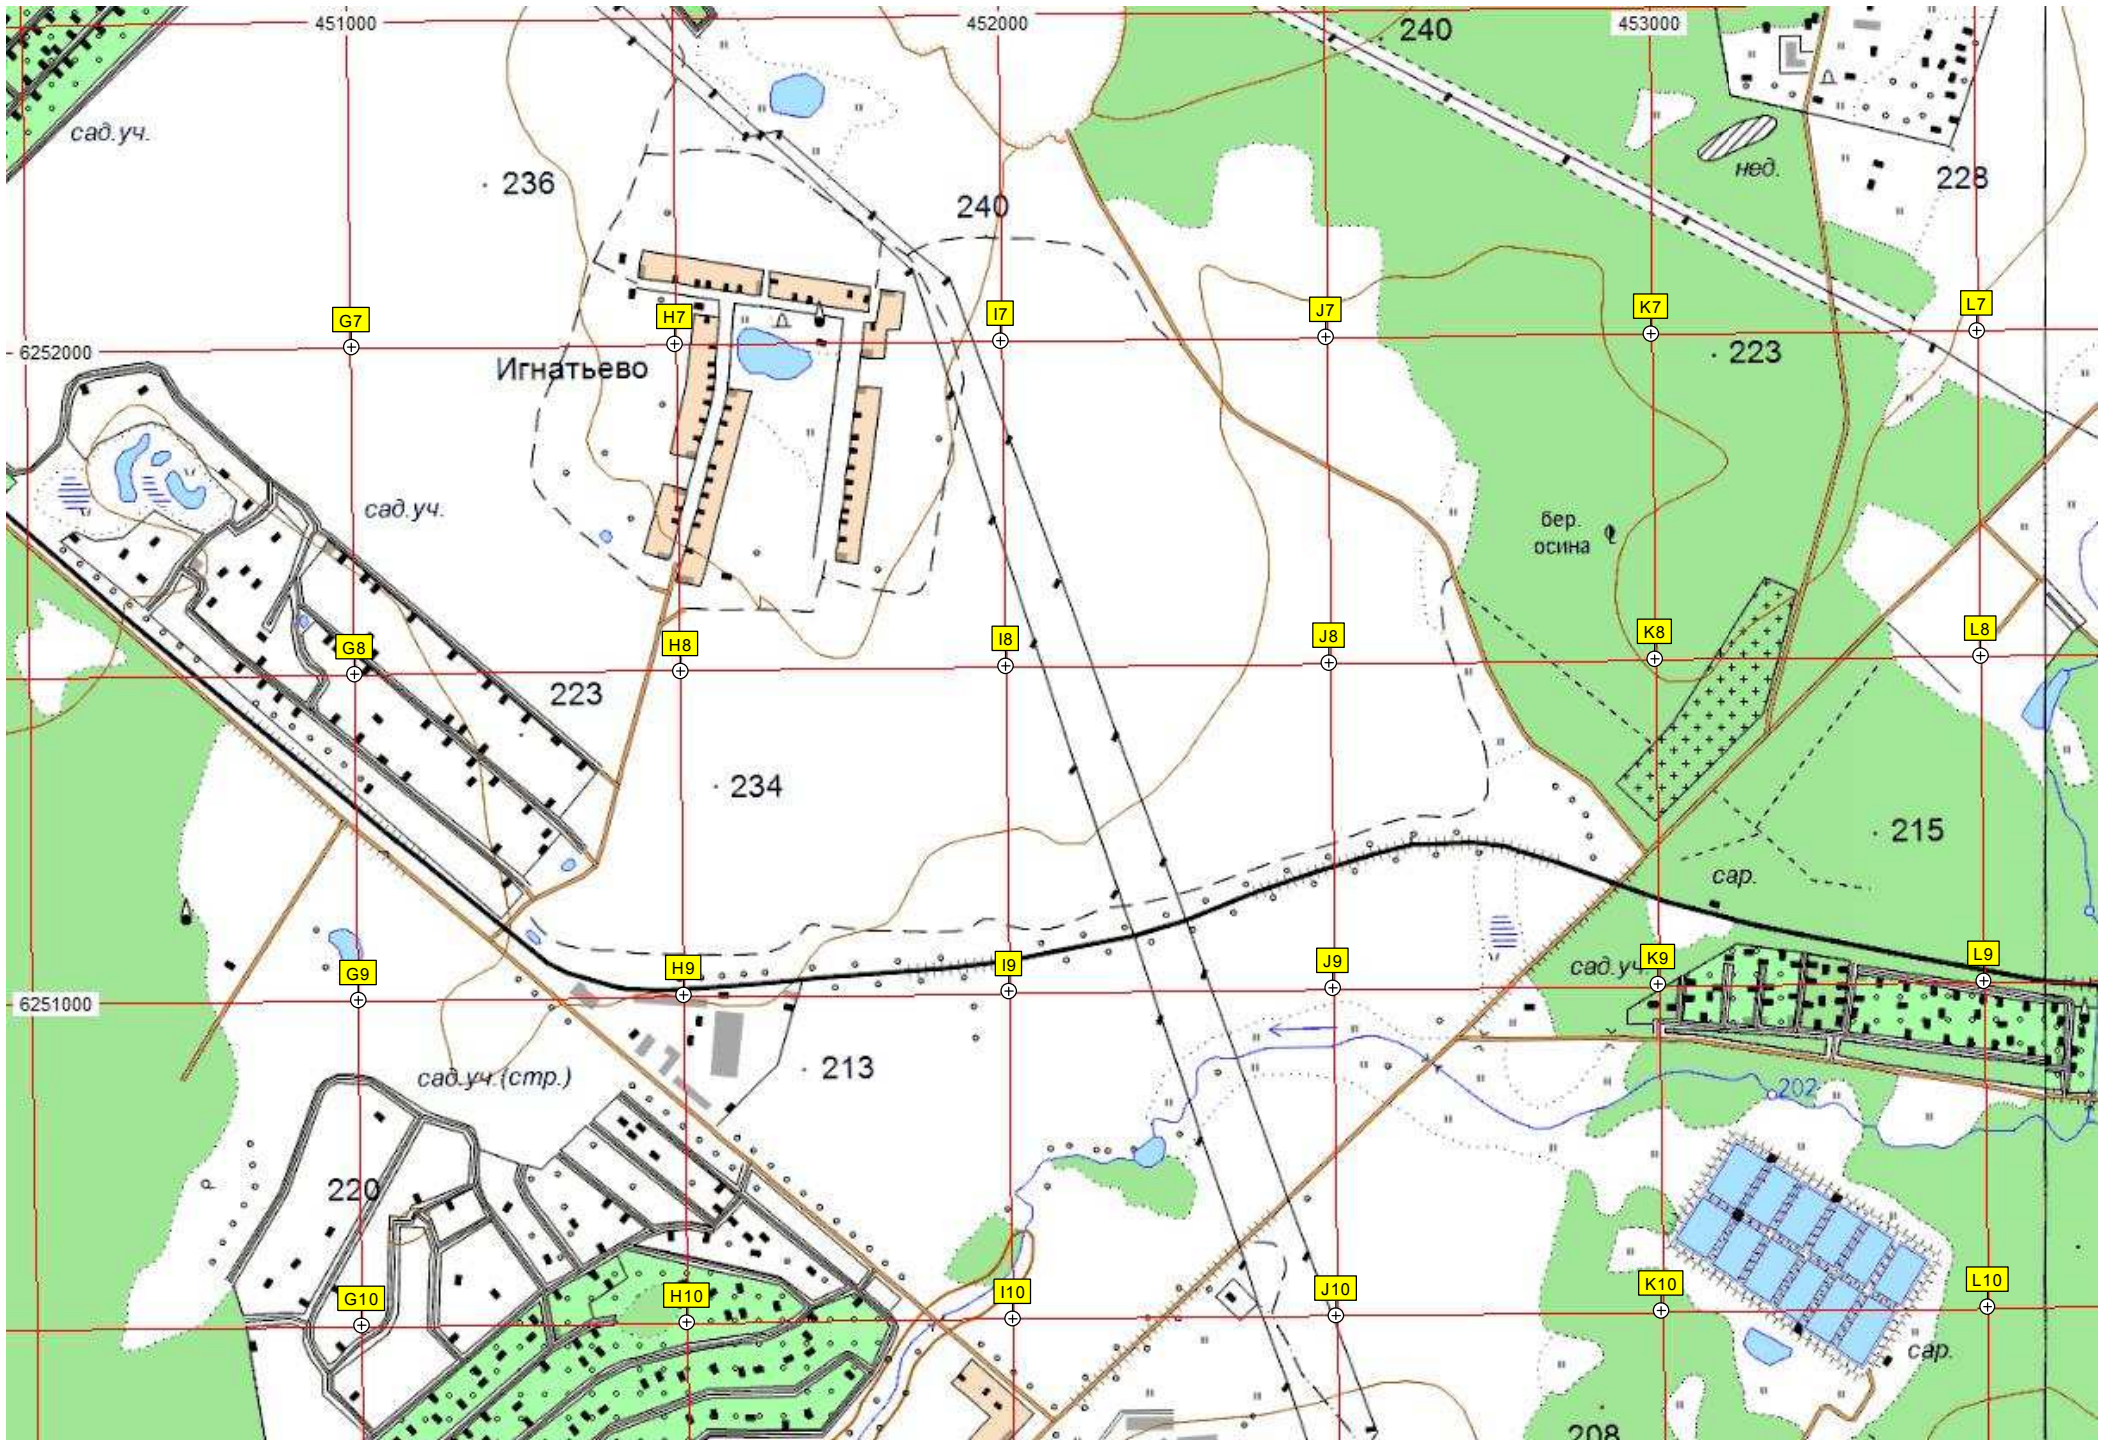 451000
452000
453000
240
сад.уч.
236
240
нед.
228
G7
H7
I7
J7
K7
L7
6252000
Игнатьево
223
сад.уч.
бер.
осина
G8
H8
I8
J8
K8
L8
223
234
215
сар.
G9
H9
I9
J9
сад.уч.
K9
L9
6251000
213
сад.уч.(стр.)
202
220
G10
H10
I10
J10
K10
L10
сар.
208